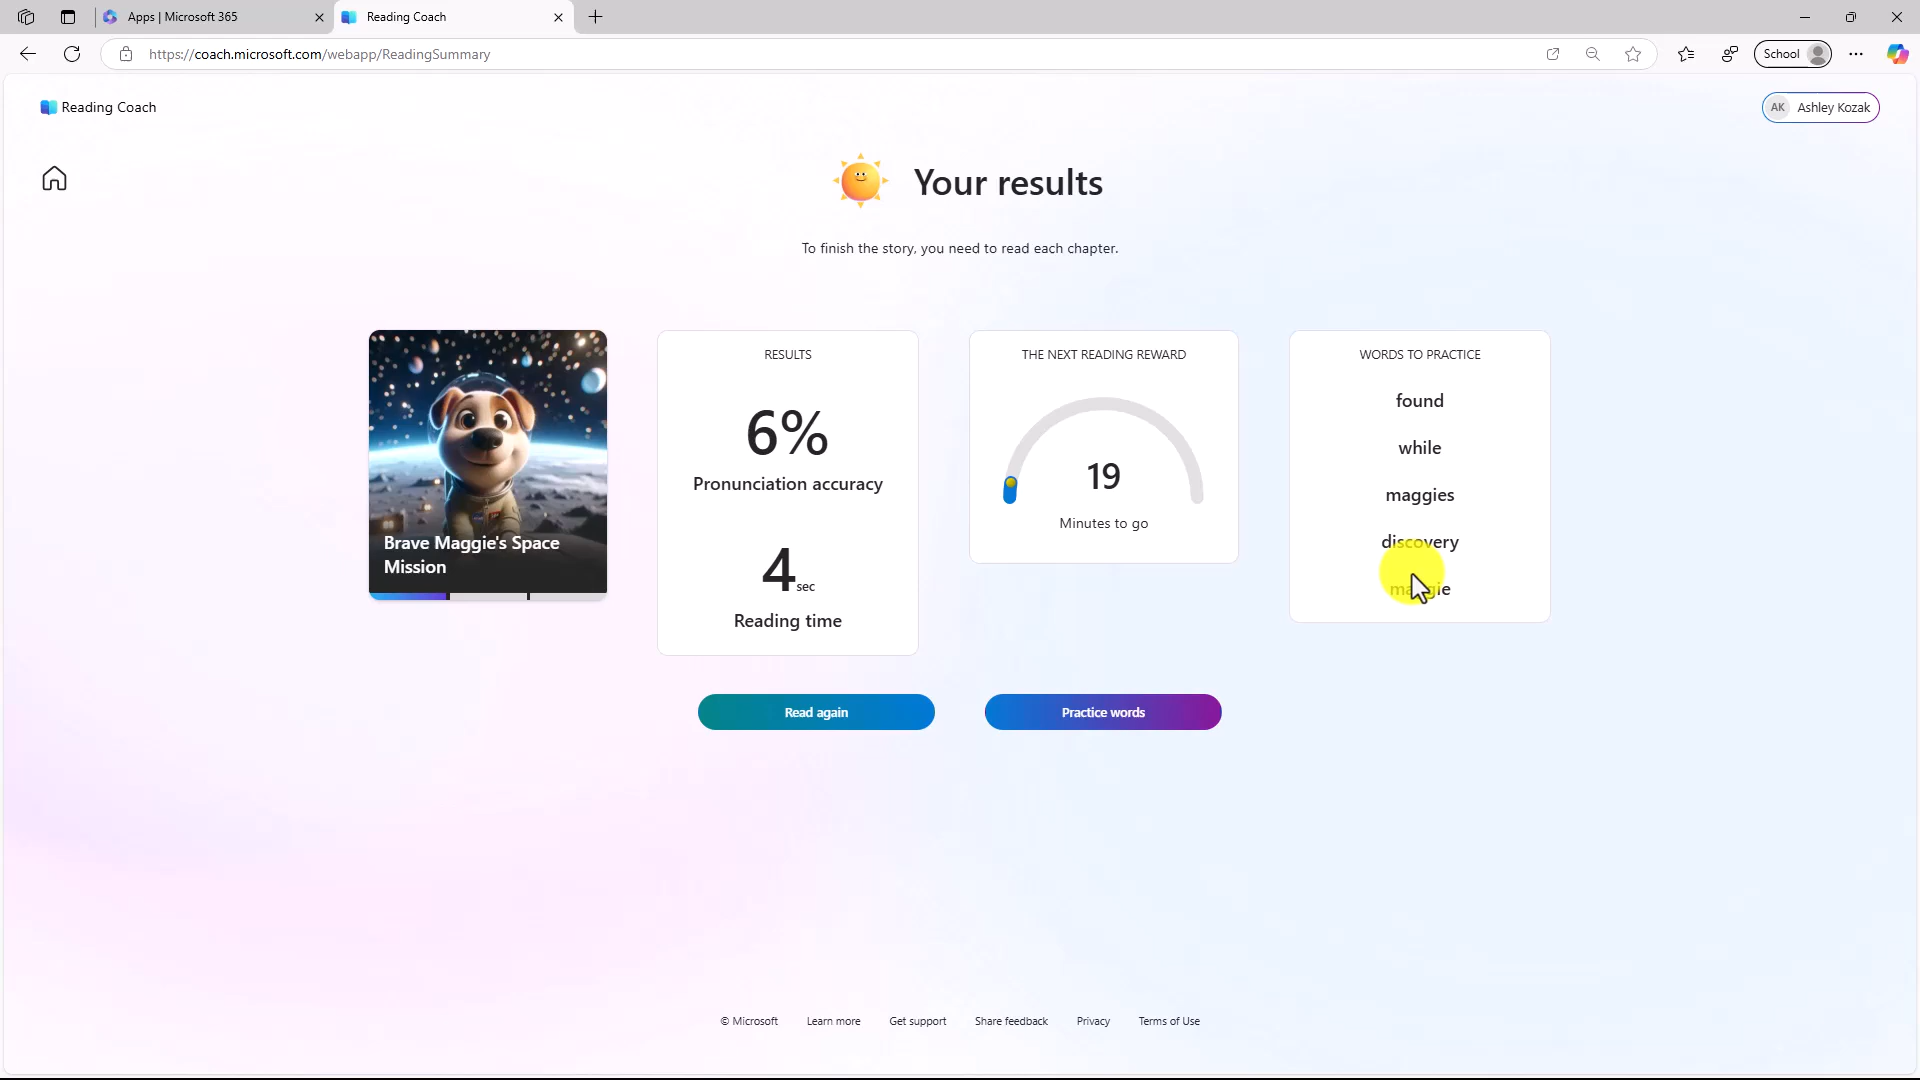 Apps | Microsoft 365
Reading Coach
https://coach.microsoft.com/webapp/ReadingSummary
School
Reading Coach
AK Ashley Kozak
Your results
To finish the story, you need to read each chapter.
Brave Maggie's Space
Mission
RESULTS
6%
Pronunciation accuracy
4 sec
Reading time
THE NEXT READING REWARD
19
Minutes to go
WORDS TO PRACTICE
found
while
maggies
discovery
maggie
Read again
Practice words
© Microsoft
Learn more
Get support
Share feedback
Privacy
Terms of Use